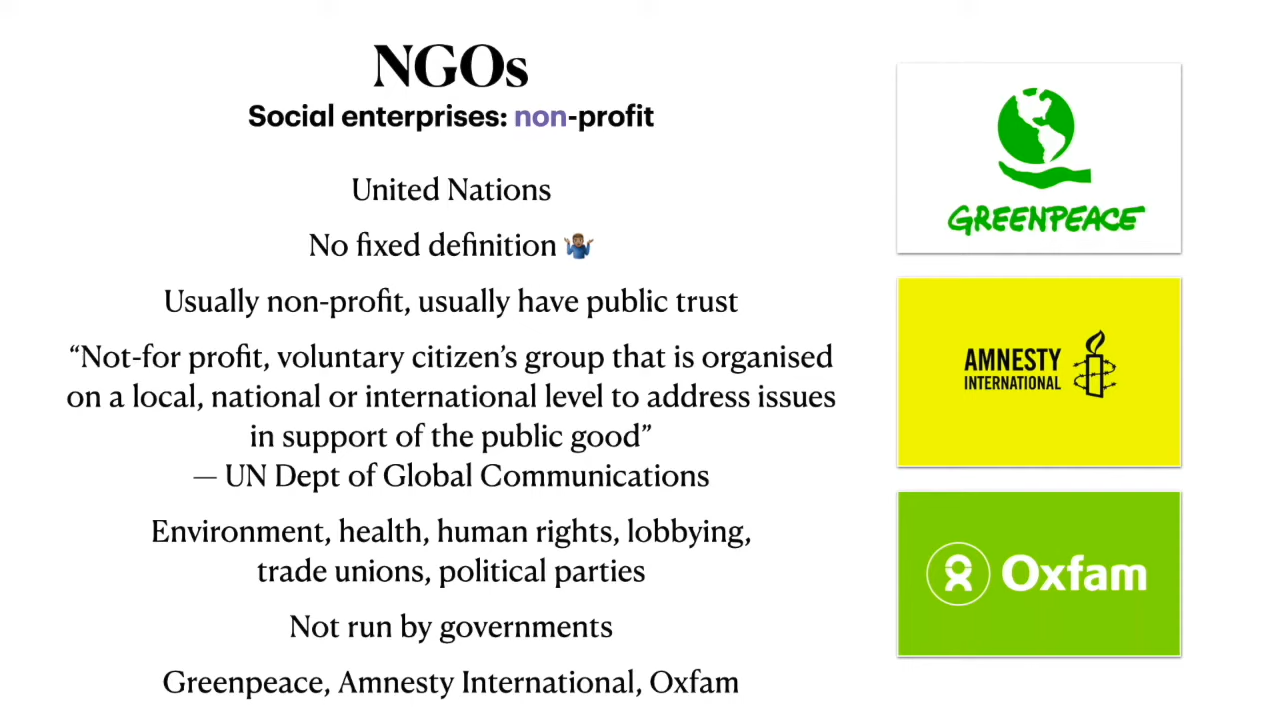 NGOs
Social enterprises: non-profit
United Nations
No fixed definition 🤷🏽‍♂️
Usually non-profit, usually have public trust
“Not-for profit, voluntary citizen’s group that is organised
on a local, national or international level to address issues
in support of the public good”
— UN Dept of Global Communications
Environment, health, human rights, lobbying,
trade unions, political parties
Not run by governments
Greenpeace, Amnesty International, Oxfam
GREENPEACE
AMNESTY
INTERNATIONAL
Oxfam